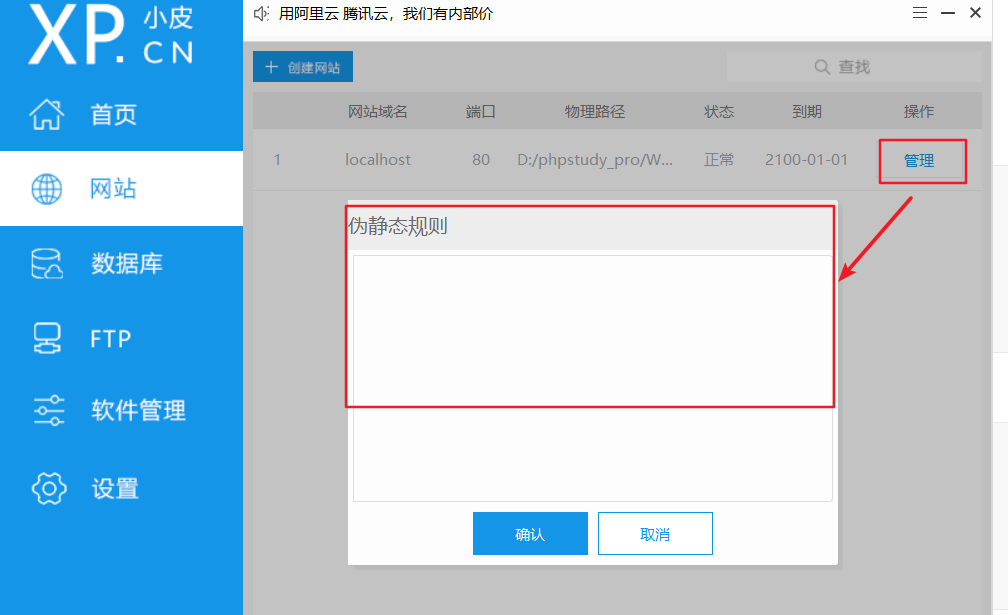 XP.CN 小皮
用阿里云 腾讯云，我们有内部价
首页
网站
数据库
FTP
软件管理
设置
创建网站
查找
网站域名 端口 物理路径 状态 到期 操作
1 localhost 80 D:/phpstudy_pro/W... 正常 2100-01-01 管理
伪静态规则
确认 取消